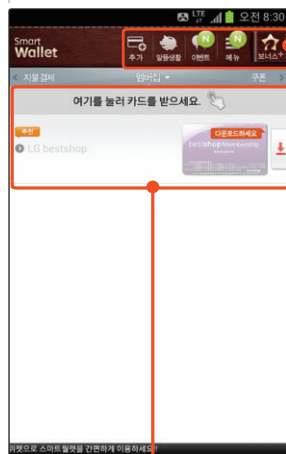 LTE 오전 8:30
Smart
Wallet
추가 알뜰생활 이벤트 메뉴 보너스+
N N
< 지불결제 멤버십 쿠폰 >
여기를 눌러 카드를 받으세요.
추천
LG bestshop
다운로드하세요
bestshop Membership
위젯으로 스마트월렛을 간편하게 이용하세요!